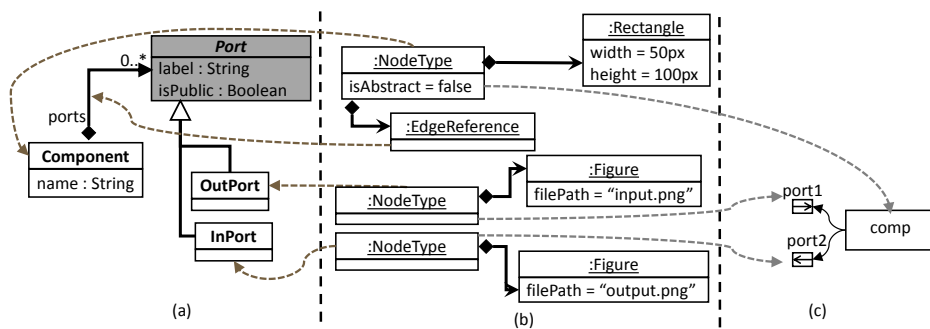 Port
label : String
isPublic : Boolean
0..*
ports
Component
name : String
OutPort
InPort
(a)
:NodeType
isAbstract = false
:Rectangle
width = 50px
height = 100px
:EdgeReference
:NodeType
:Figure
filePath = “input.png”
:NodeType
:Figure
filePath = “output.png”
(b)
port1
port2
comp
(c)